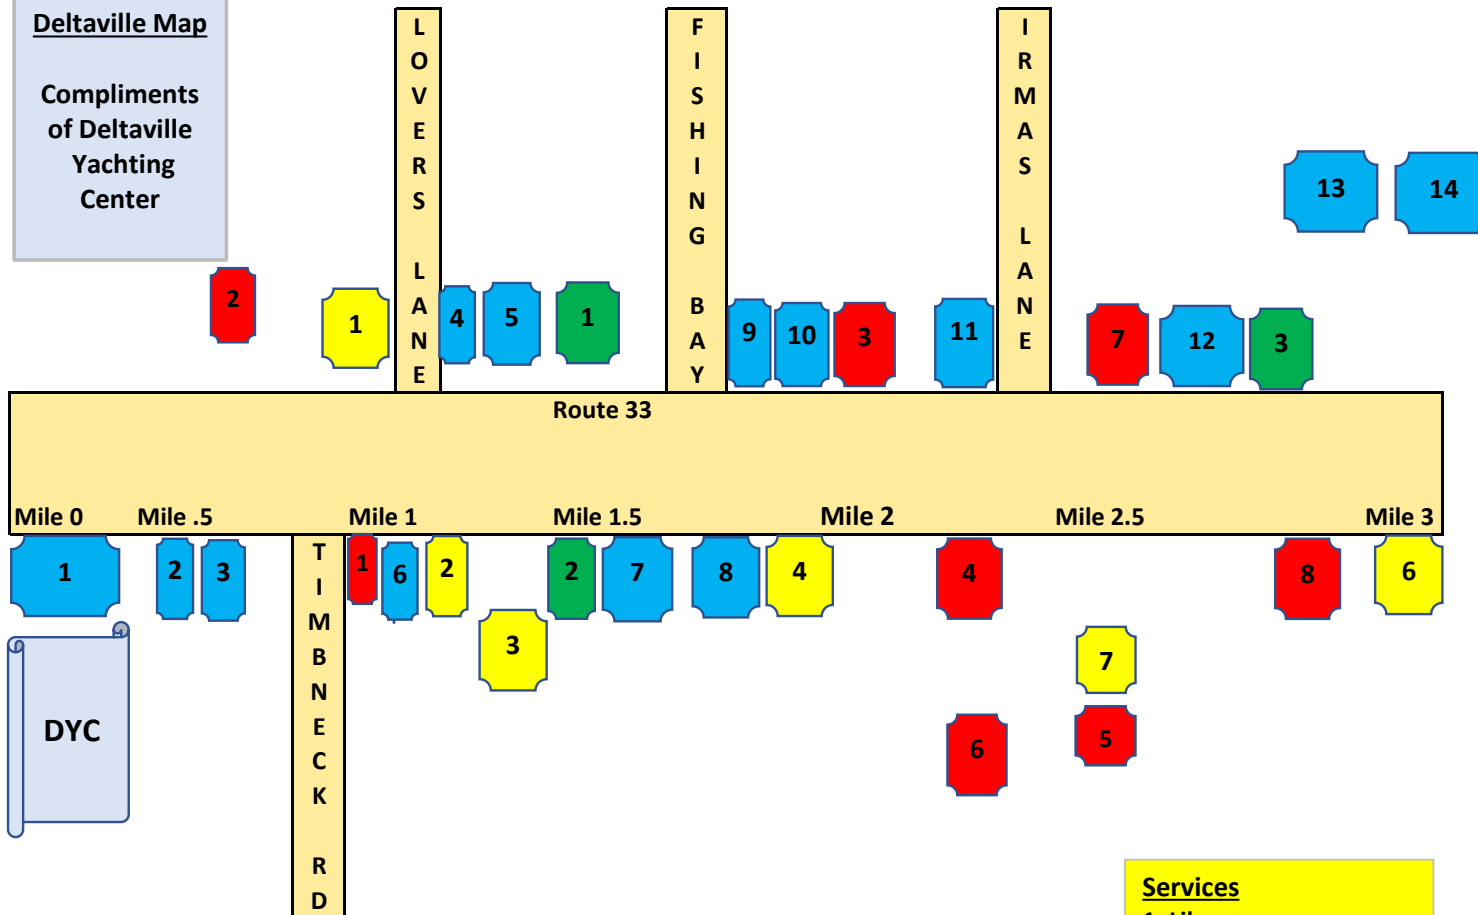 Deltaville Map
Compliments
of Deltaville
Yachting
Center
LOVERS LANE
FISHING BAY
IRMAS LANE
13
14
2
1
4
5
1
9
10
3
11
7
12
3
Route 33
Mile 0
Mile .5
Mile 1
Mile 1.5
Mile 2
Mile 2.5
Mile 3
1
2
3
TIMBNECK RD
1
6
2
3
2
7
8
4
4
8
6
7
6
5
DYC
Services